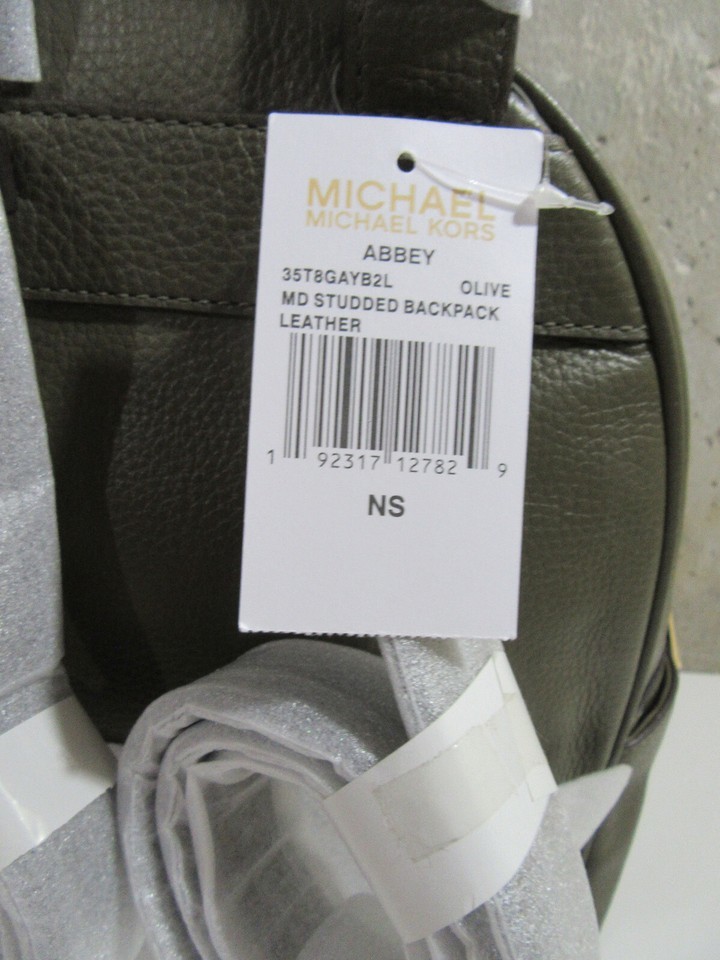 MICHAEL
MICHAEL KORS
ABBEY
35T8GAYB2L OLIVE
MD STUDDED BACKPACK
LEATHER
1 92317 12782 9
NS